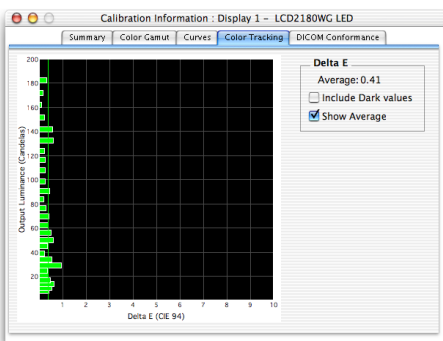 Calibration Information : Display 1 – LCD2180WG LED
Summary
Color Gamut
Curves
Color Tracking
DICOM Conformance
200
180
160
140
120
100
80
60
40
20
Output Luminance (Candelas)
1 2 3 4 5 6 7 8 9 10
Delta E (CIE 94)
Delta E
Average: 0.41
Include Dark values
Show Average